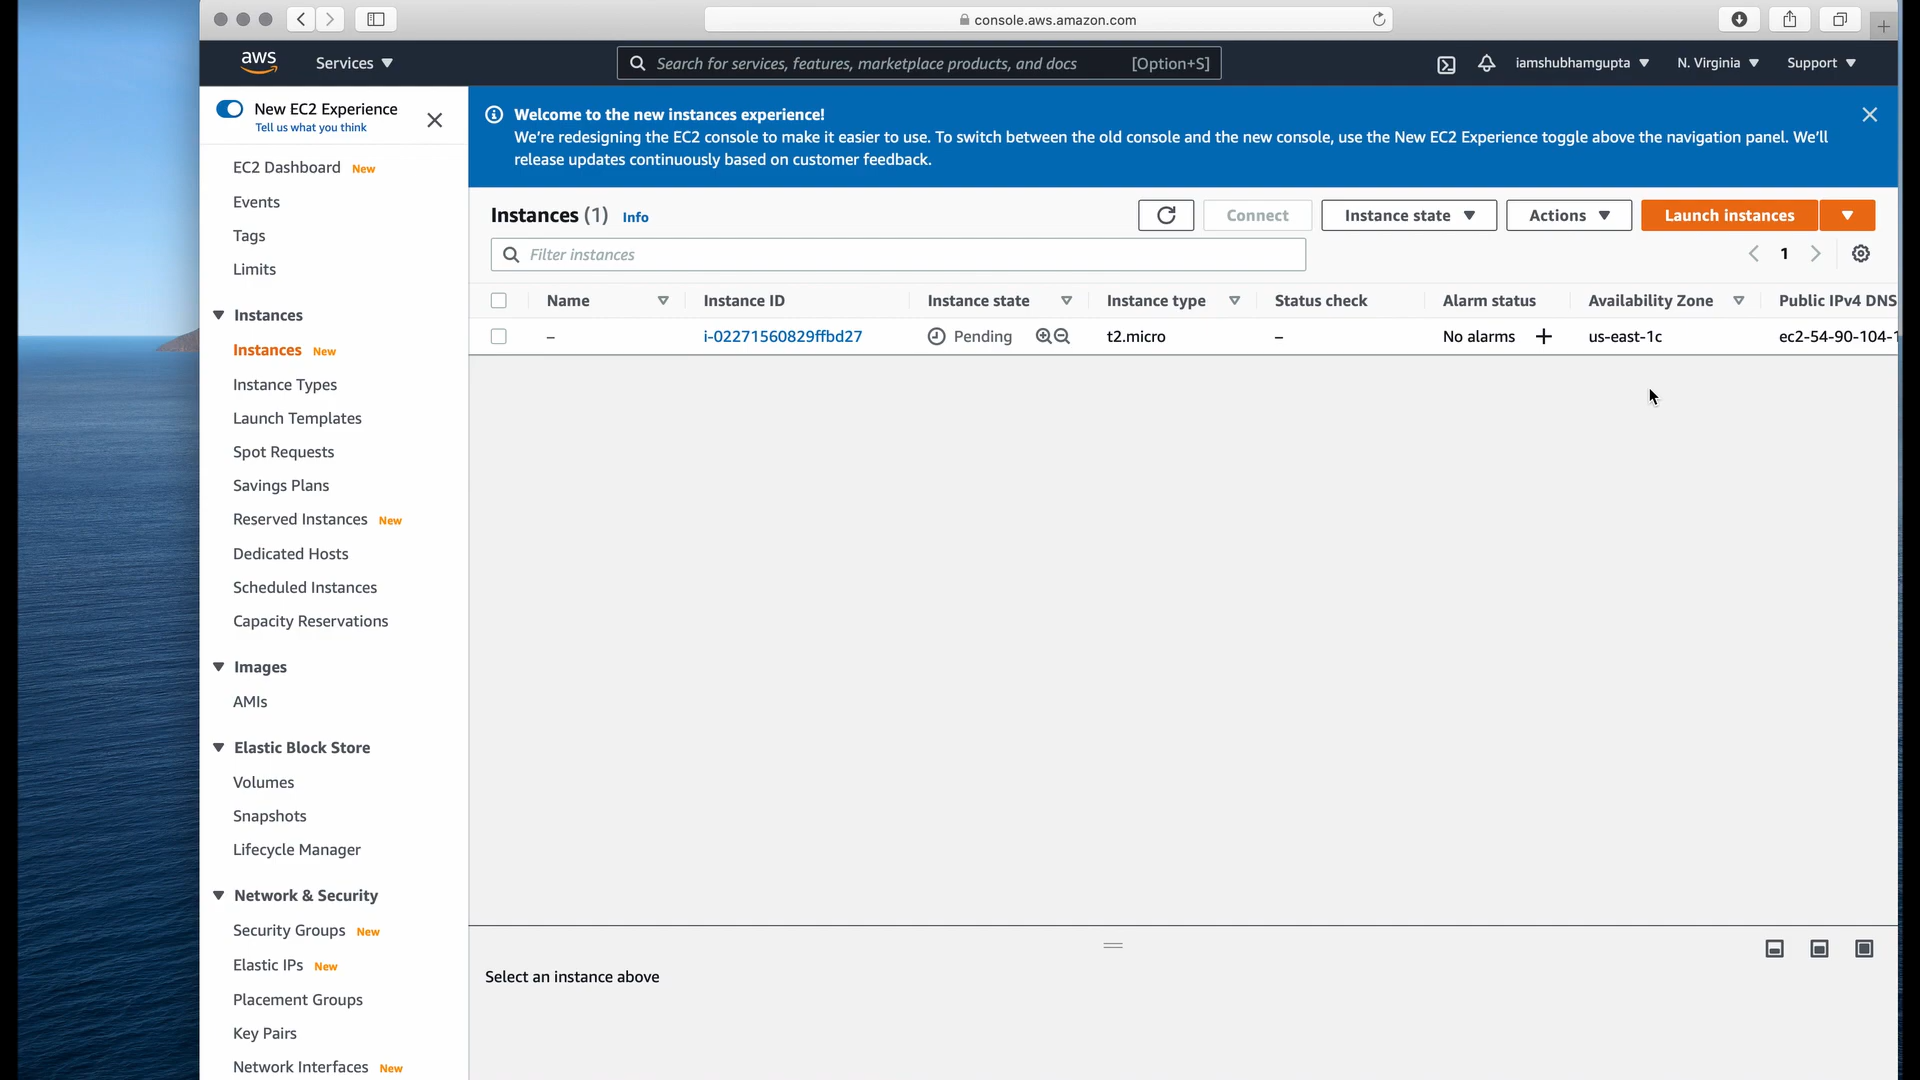 console.aws.amazon.com
aws
Services
Search for services, features, marketplace products, and docs
[Option+S]
iamshubhamgupta
N. Virginia
Support
New EC2 Experience
Tell us what you think
EC2 Dashboard New
Events
Tags
Limits
Instances
Instances New
Instance Types
Launch Templates
Spot Requests
Savings Plans
Reserved Instances New
Dedicated Hosts
Scheduled Instances
Capacity Reservations
Images
AMIs
Elastic Block Store
Volumes
Snapshots
Lifecycle Manager
Network & Security
Security Groups New
Elastic IPs New
Placement Groups
Key Pairs
Network Interfaces New
Welcome to the new instances experience!
We're redesigning the EC2 console to make it easier to use. To switch between the old console and the new console, use the New EC2 Experience toggle above the navigation panel. We'll
release updates continuously based on customer feedback.
Instances (1) Info
Connect
Instance state
Actions
Launch instances
Filter instances
1
Name Instance ID Instance state Instance type Status check Alarm status Availability Zone Public IPv4 DNS
– i-02271560829ffbd27 Pending t2.micro – No alarms + us-east-1c ec2-54-90-104-1
Select an instance above